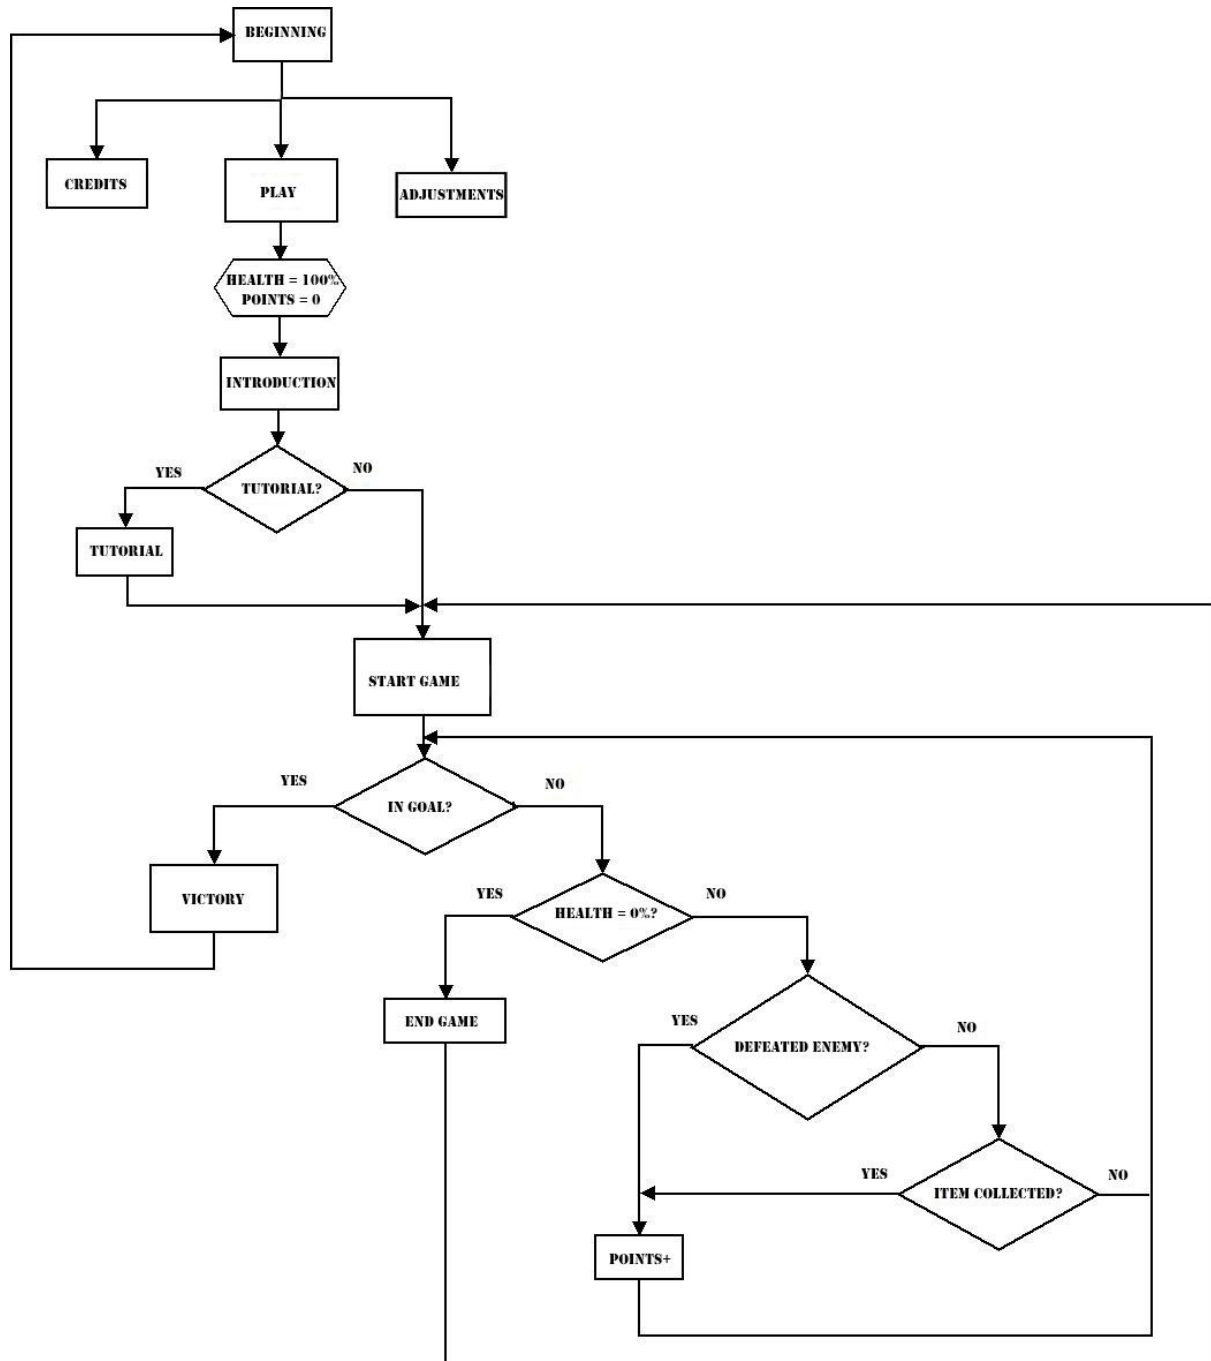 BEGINNING
CREDITS
PLAY
ADJUSTMENTS
HEALTH = 100%
POINTS = 0
INTRODUCTION
YES
NO
TUTORIAL?
TUTORIAL
START GAME
YES
NO
IN GOAL?
VICTORY
YES
NO
HEALTH = 0%?
END GAME
YES
NO
DEFEATED ENEMY?
YES
NO
ITEM COLLECTED?
POINTS+